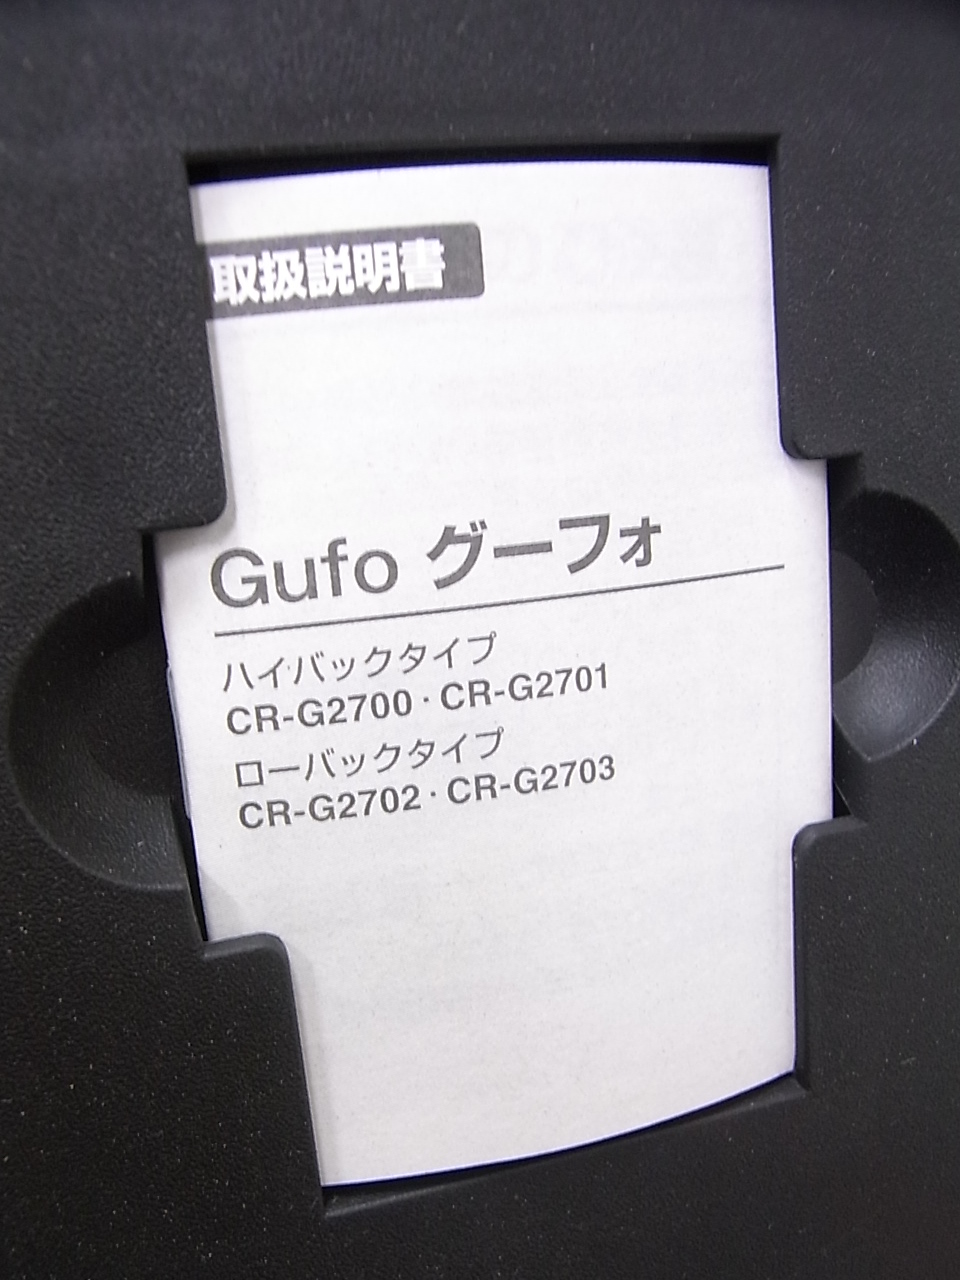 取扱説明書
Gufo グーフォ
ハイバックタイプ
CR-G2700・CR-G2701
ローバックタイプ
CR-G2702・CR-G2703